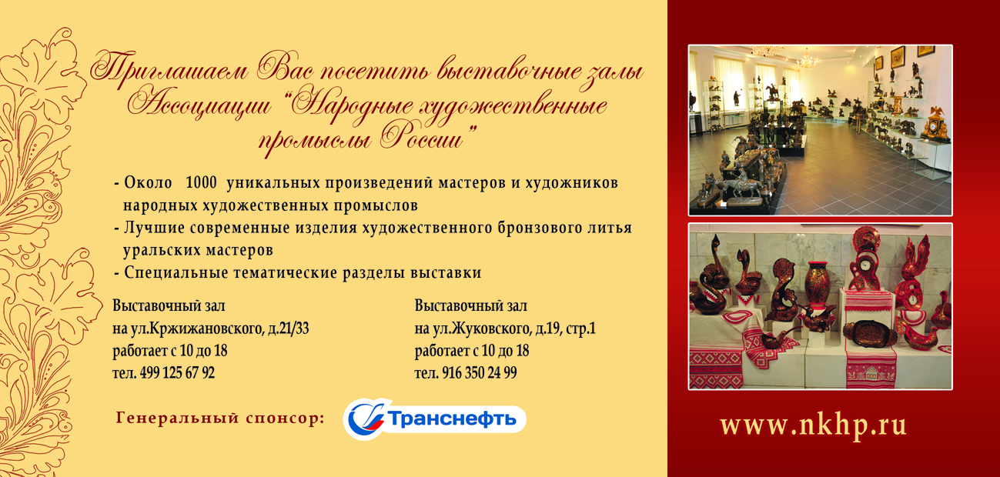 Приглашаем Вас посетить выставочные залы
Ассоциации “Народные художественные
промыслы России”
- Около 1000 уникальных произведений мастеров и художников
народных художественных промыслов
- Лучшие современные изделия художественного бронзового литья
уральских мастеров
- Специальные тематические разделы выставки
Выставочный зал
на ул.Кржижановского, д.21/33
работает с 10 до 18
тел. 499 125 67 92
Выставочный зал
на ул.Жуковского, д.19, стр.1
работает с 10 до 18
тел. 916 350 24 99
Генеральный спонсор:
Транснефть
www.nkhp.ru